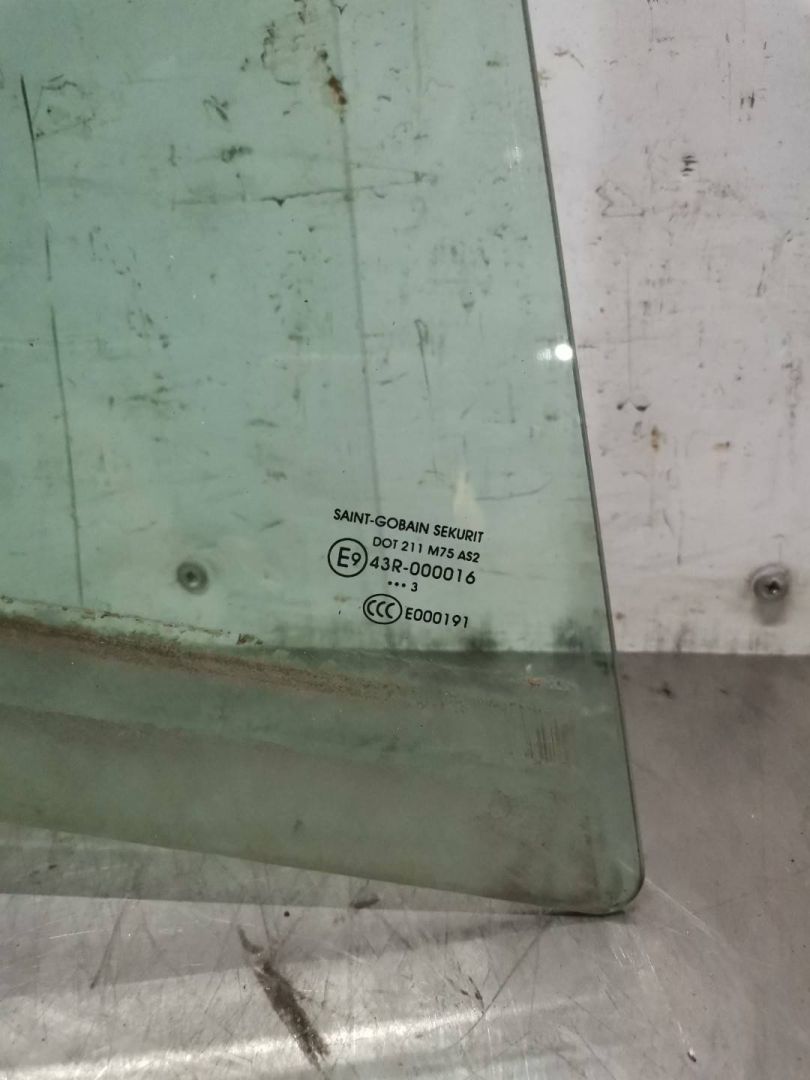 SAINT-GOBAIN SEKURIT
DOT 211 M75 AS2
E9 43R-000016
••• 3
CCC E000191